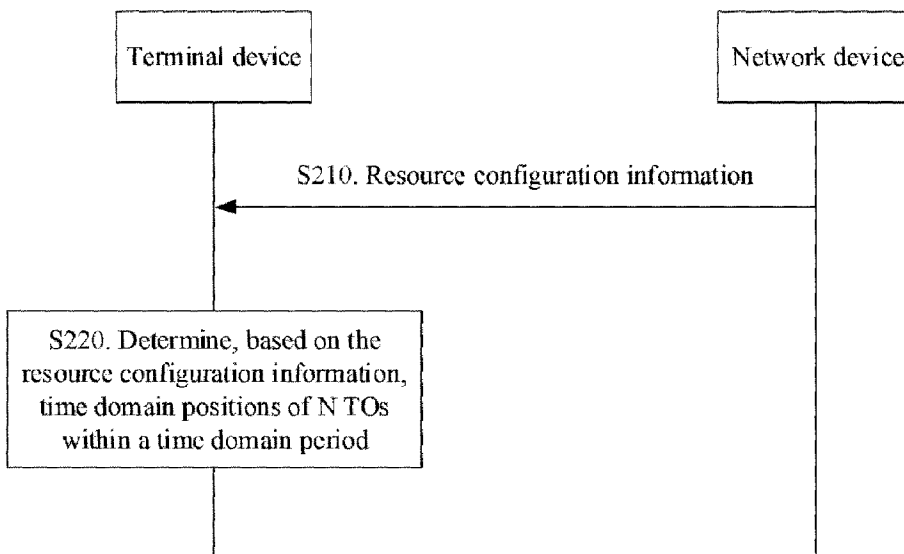 Terminal device
Network device
S210. Resource configuration information
S220. Determine, based on the
resource configuration information,
time domain positions of N TOs
within a time domain period